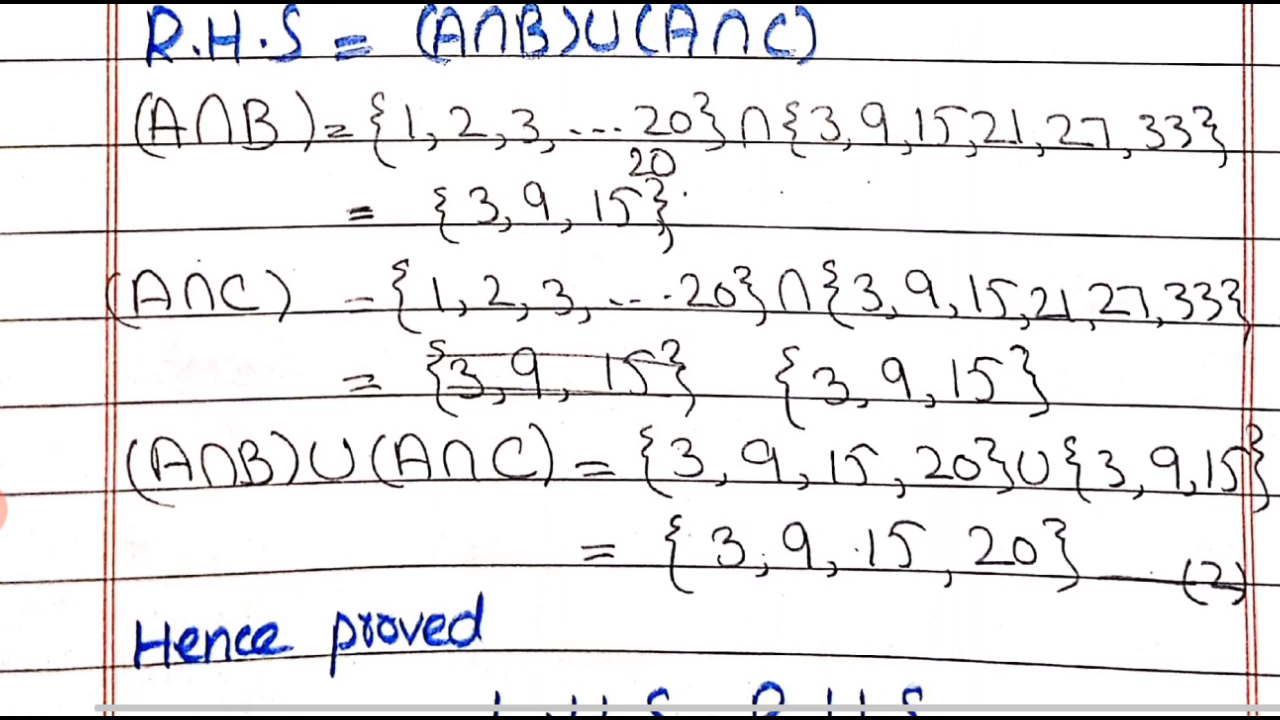 R.H.S = (A∩B)∪(A∩C)
(A∩B) = {1, 2, 3, ... 20} ∩ {3, 9, 15, 21, 27, 33}
20
= {3, 9, 15},
(A∩C) = {1, 2, 3, ... 20} ∩ {3, 9, 15, 21, 27, 33}
= {3, 9, 15} {3, 9, 15}
(A∩B)∪(A∩C) = {3, 9, 15, 20} ∪ {3, 9, 15}
= {3, 9, 15, 20} — (2)
Hence proved